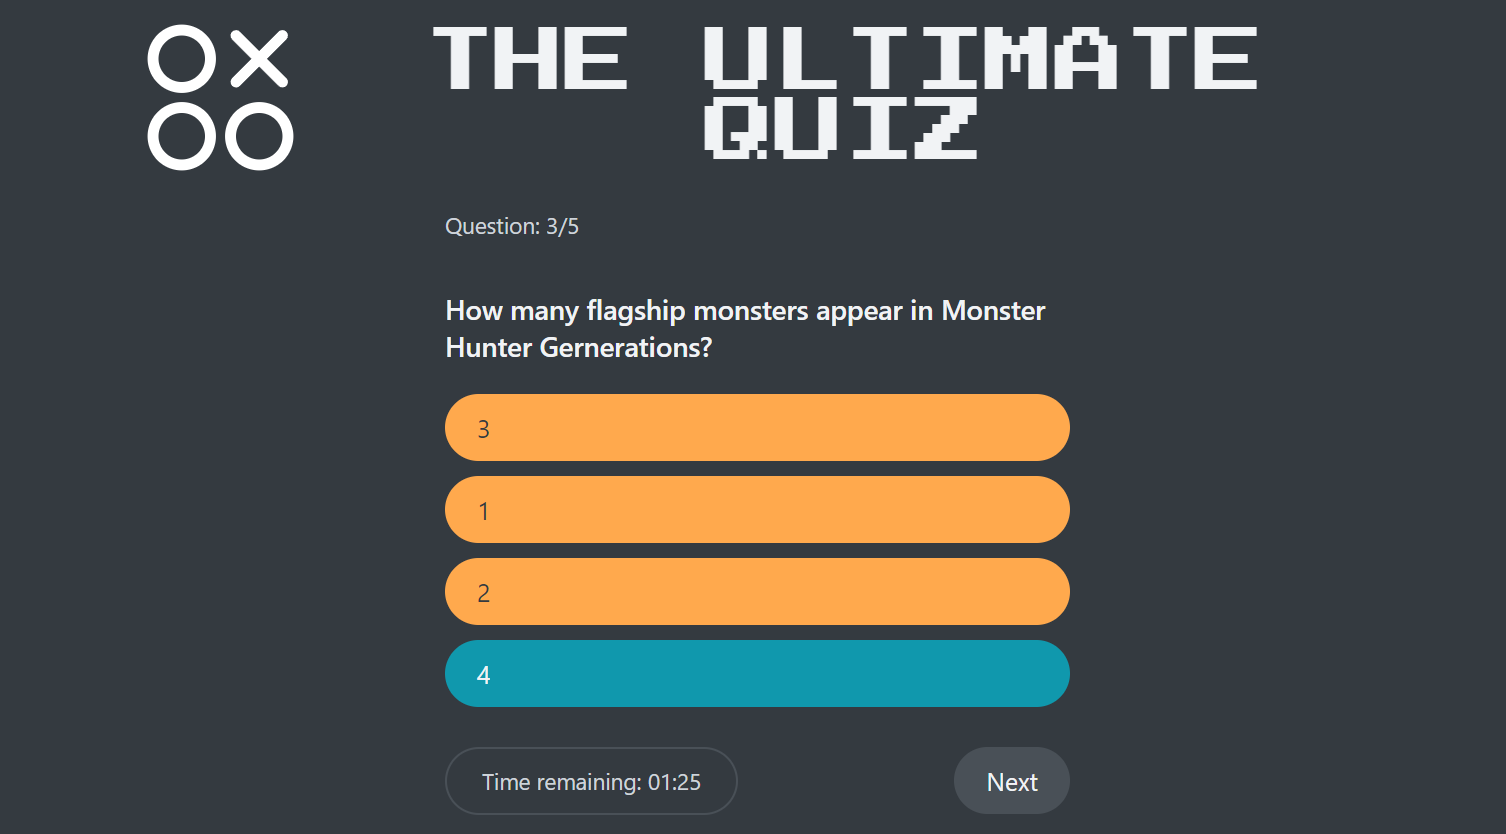 THE ULTIMATE
QUIZ
Question: 3/5
How many flagship monsters appear in Monster
Hunter Gernerations?
3
1
2
4
Time remaining: 01:25
Next